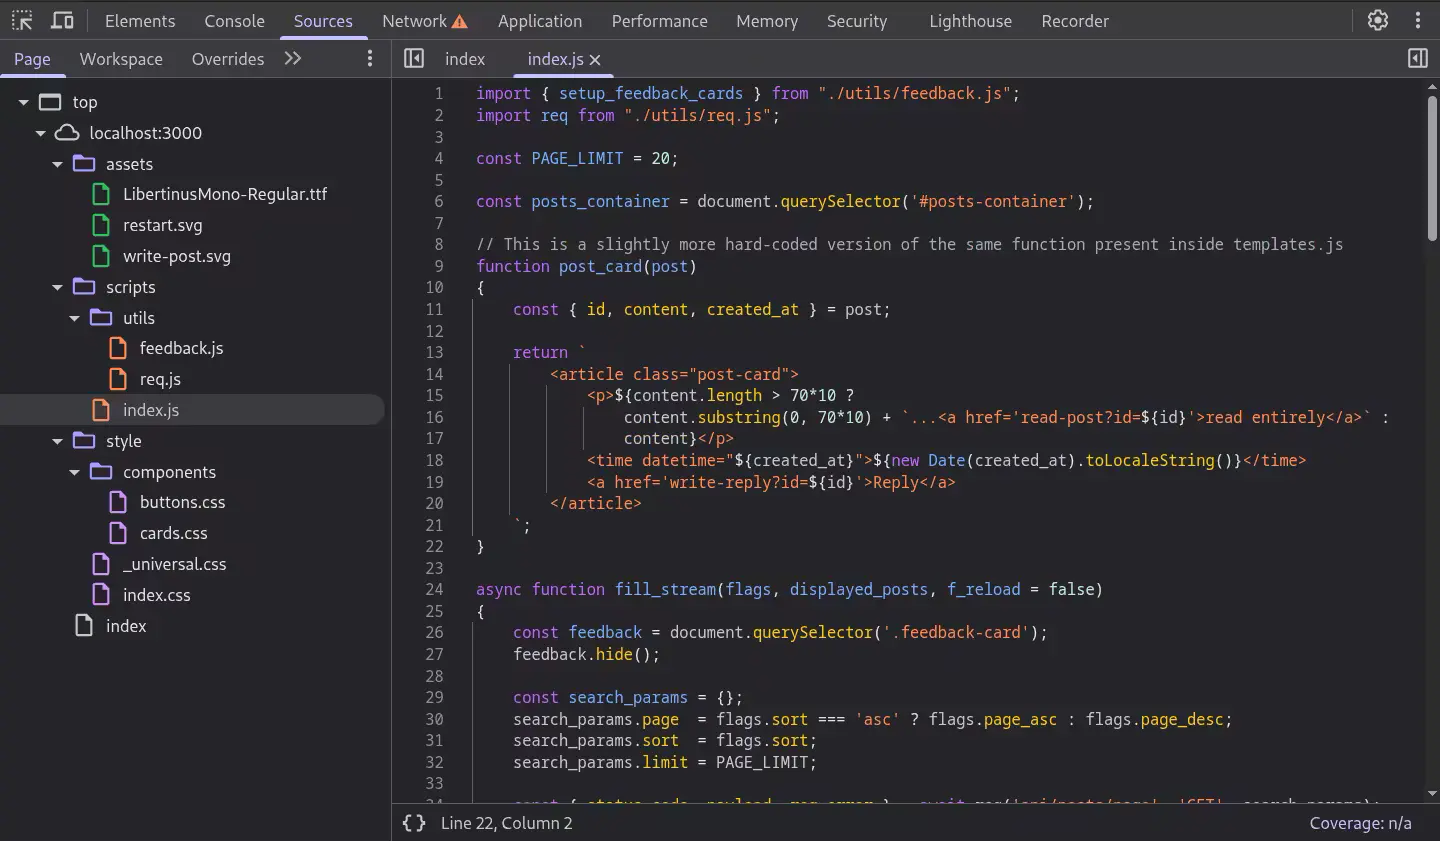 Elements Console Sources Network Application Performance Memory Security Lighthouse Recorder
Page Workspace Overrides
index index.js
top
localhost:3000
assets
LibertinusMono-Regular.ttf
restart.svg
write-post.svg
scripts
utils
feedback.js
req.js
index.js
style
components
buttons.css
cards.css
_universal.css
index.css
index
1 import { setup_feedback_cards } from "./utils/feedback.js";
2 import req from "./utils/req.js";
3
4 const PAGE_LIMIT = 20;
5
6 const posts_container = document.querySelector('#posts-container');
7
8 // This is a slightly more hard-coded version of the same function present inside templates.js
9 function post_card(post)
10 {
11     const { id, content, created_at } = post;
12
13     return `
14         <article class="post-card">
15             <p>${content.length > 70*10 ?
16                 content.substring(0, 70*10) + `...<a href='read-post?id=${id}'>read entirely</a>` :
17                 content}</p>
18             <time datetime="${created_at}">${new Date(created_at).toLocaleString()}</time>
19             <a href='write-reply?id=${id}'>Reply</a>
20         </article>
21     `;
22 }
23
24 async function fill_stream(flags, displayed_posts, f_reload = false)
25 {
26     const feedback = document.querySelector('.feedback-card');
27     feedback.hide();
28
29     const search_params = {};
30     search_params.page  = flags.sort === 'asc' ? flags.page_asc : flags.page_desc;
31     search_params.sort  = flags.sort;
32     search_params.limit = PAGE_LIMIT;
33
{} Line 22, Column 2
Coverage: n/a